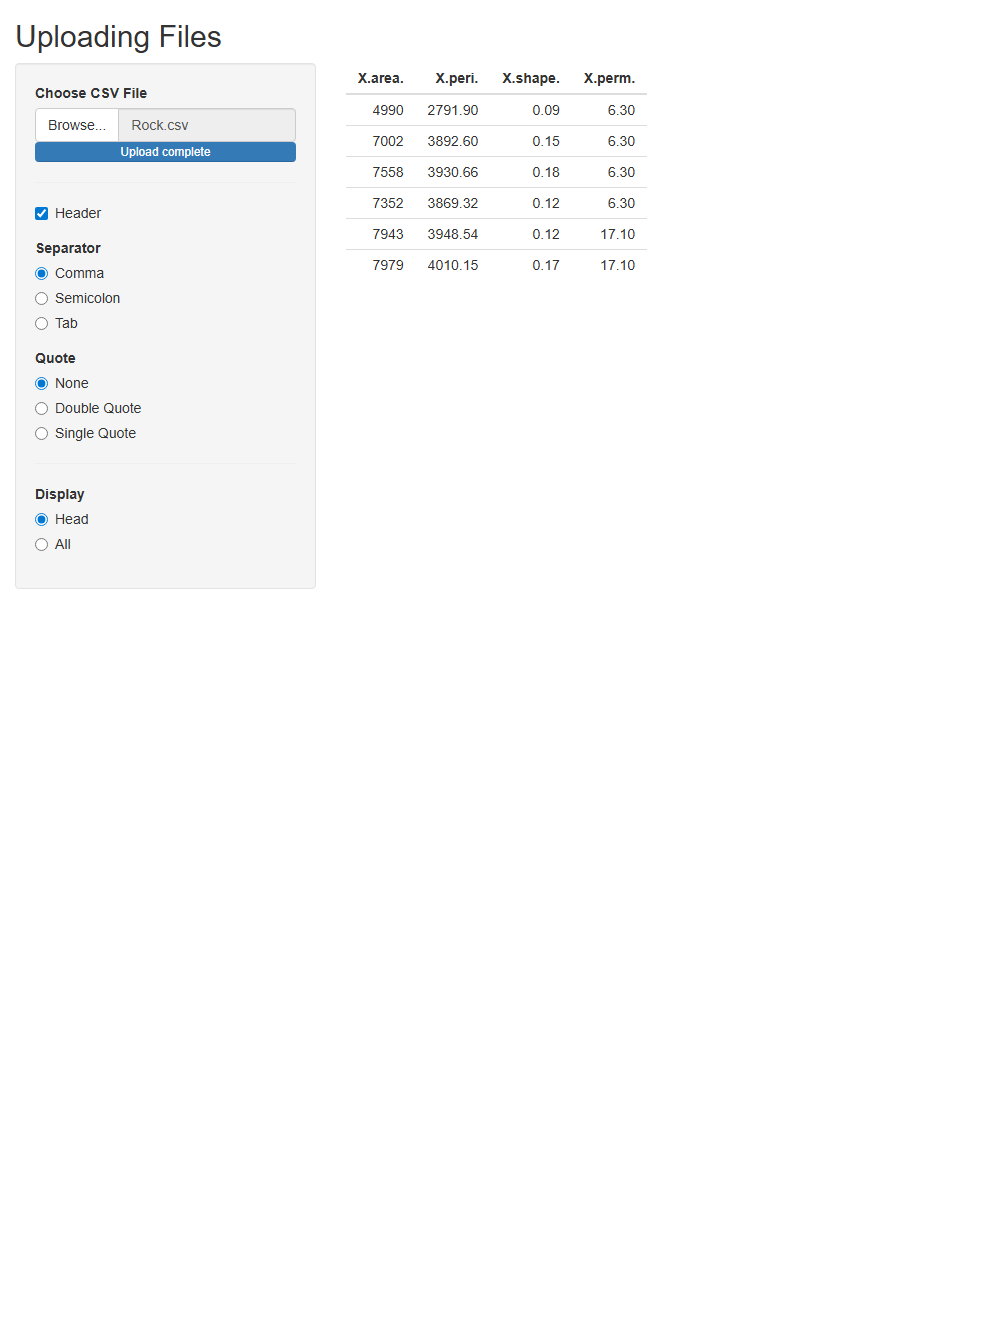 Uploading Files
Choose CSV File
Browse... Rock.csv
Upload complete
Header
Separator
Comma
Semicolon
Tab
Quote
None
Double Quote
Single Quote
Display
Head
All
X.area. X.peri. X.shape. X.perm.
4990 2791.90 0.09 6.30
7002 3892.60 0.15 6.30
7558 3930.66 0.18 6.30
7352 3869.32 0.12 6.30
7943 3948.54 0.12 17.10
7979 4010.15 0.17 17.10